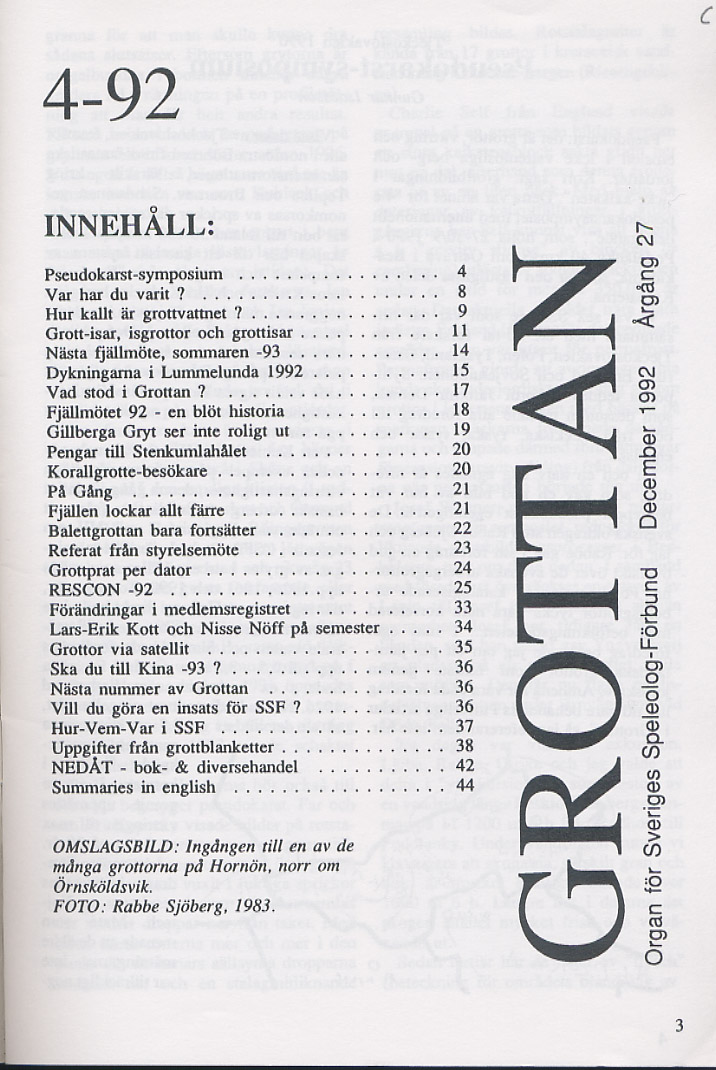 4-92
INNEHÅLL:
Pseudokarst-symposium . . . . . . . . . . . . . . 4
Var har du varit ? . . . . . . . . . . . . . . . 8
Hur kallt är grottvattnet ? . . . . . . . . . . . . 9
Grott-isar, isgrottor och grottisar . . . . . . . . . 11
Nästa fjällmöte, sommaren -93 . . . . . . . . . . 14
Dykningarna i Lummelunda 1992 . . . . . . . . . 15
Vad stod i Grottan ? . . . . . . . . . . . . . . 17
Fjällmötet 92 - en blöt historia . . . . . . . . . . 18
Gillberga Gryt ser inte roligt ut . . . . . . . . . . 19
Pengar till Stenkumlahålet . . . . . . . . . . . . 20
Korallgrotte-besökare . . . . . . . . . . . . . . 20
På Gång . . . . . . . . . . . . . . . . . . . . 21
Fjällen lockar allt färre . . . . . . . . . . . . . 21
Balettgrottan bara fortsätter . . . . . . . . . . . . 22
Referat från styrelsemöte . . . . . . . . . . . . 23
Grottprat per dator . . . . . . . . . . . . . . . 24
RESCON -92 . . . . . . . . . . . . . . . . . . 25
Förändringar i medlemsregistret . . . . . . . . . . 33
Lars-Erik Kott och Nisse Nöff på semester . . . . . 34
Grottor via satellit . . . . . . . . . . . . . . . . 35
Ska du till Kina -93 ? . . . . . . . . . . . . . . 36
Nästa nummer av Grottan . . . . . . . . . . . . 36
Vill du göra en insats för SSF ? . . . . . . . . . 36
Hur-Vem-Var i SSF . . . . . . . . . . . . . . . 37
Uppgifter från grottblanketter . . . . . . . . . . . 38
NEDÅT - bok- & diversehandel . . . . . . . . . 42
Summaries in english . . . . . . . . . . . . . . 44
OMSLAGSBILD: Ingången till en av de
många grottorna på Hornön, norr om
Örnsköldsvik.
FOTO: Rabbe Sjöberg, 1983.
GROTTAN
Organ för Sveriges Speleolog-Förbund December 1992 Årgång 27
3